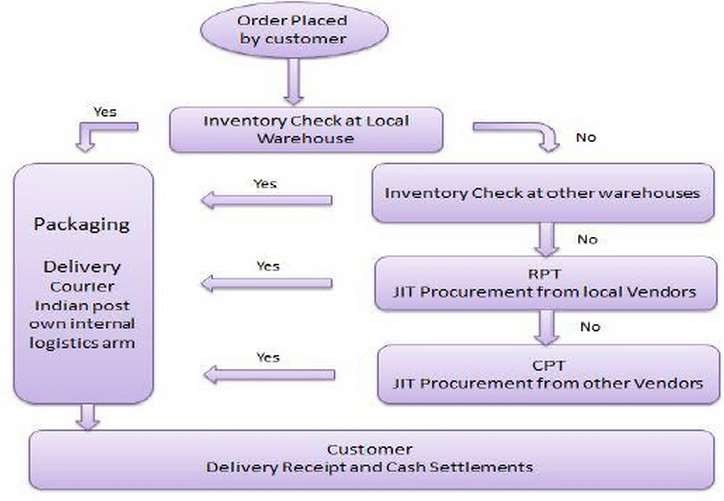 Order Placed
by customer
Yes
Inventory Check at Local
Warehouse
No
Packaging
Delivery
Courier
Indian post
own internal
logistics arm
Yes
Inventory Check at other warehouses
No
Yes
RPT
JIT Procurement from local Vendors
No
Yes
CPT
JIT Procurement from other Vendors
Customer
Delivery Receipt and Cash Settlements